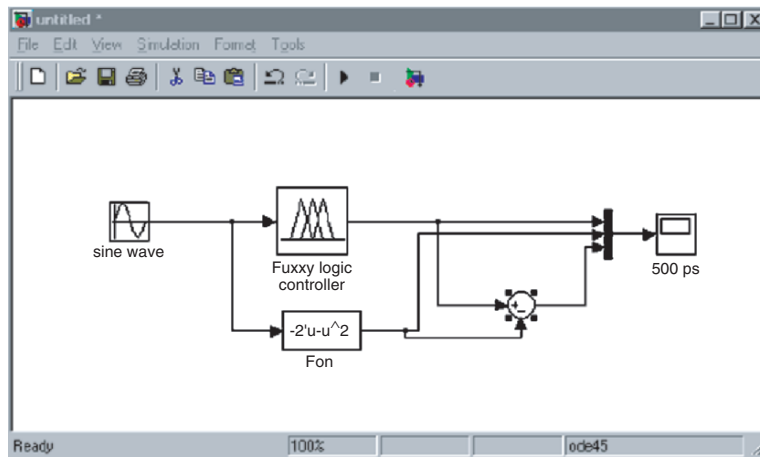 untitled *
File Edit View Simulation Format Tools
sine wave
Fuxxy logic
controller
-2'u-u^2
Fon
+
-
500 ps
Ready
100%
ode45